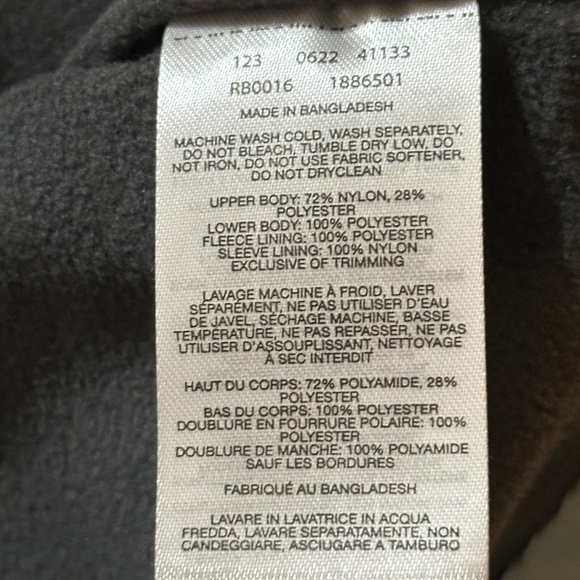 123 0622 41133
RB0016 1886501
MADE IN BANGLADESH
MACHINE WASH COLD, WASH SEPARATELY,
DO NOT BLEACH, TUMBLE DRY LOW, DO
NOT IRON, DO NOT USE FABRIC SOFTENER,
DO NOT DRYCLEAN
UPPER BODY: 72% NYLON, 28%
POLYESTER
LOWER BODY: 100% POLYESTER
FLEECE LINING: 100% POLYESTER
SLEEVE LINING: 100% NYLON
EXCLUSIVE OF TRIMMING
LAVAGE MACHINE À FROID, LAVER
SÉPARÉMENT, NE PAS UTILISER D'EAU
DE JAVEL, SÉCHAGE MACHINE, BASSE
TEMPÉRATURE, NE PAS REPASSER, NE PAS
UTILISER D'ASSOUPLISSANT, NETTOYAGE
À SEC INTERDIT
HAUT DU CORPS: 72% POLYAMIDE, 28%
POLYESTER
BAS DU CORPS: 100% POLYESTER
DOUBLURE EN FOURRURE POLAIRE: 100%
POLYESTER
DOUBLURE DE MANCHE: 100% POLYAMIDE
SAUF LES BORDURES
FABRIQUÉ AU BANGLADESH
LAVARE IN LAVATRICE IN ACQUA
FREDDA, LAVARE SEPARATAMENTE, NON
CANDEGGIARE, ASCIUGARE A TAMBURO